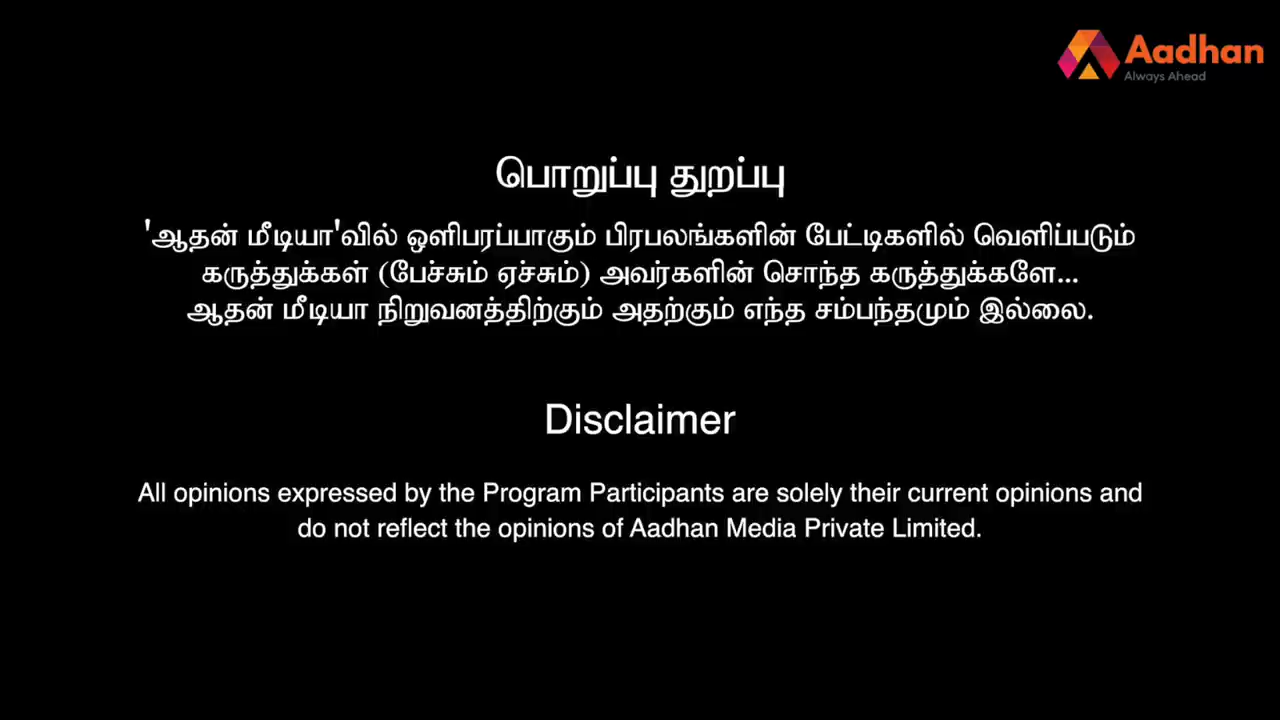 Aadhan
Always Ahead
பொறுப்பு துறப்பு
'ஆதன் மீடியா'வில் ஒளிபரப்பாகும் பிரபலங்களின் பேட்டிகளில் வெளிப்படும்
கருத்துக்கள் (பேச்சும் ஏச்சும்) அவர்களின் சொந்த கருத்துக்களே...
ஆதன் மீடியா நிறுவனத்திற்கும் அதற்கும் எந்த சம்பந்தமும் இல்லை.
Disclaimer
All opinions expressed by the Program Participants are solely their current opinions and
do not reflect the opinions of Aadhan Media Private Limited.